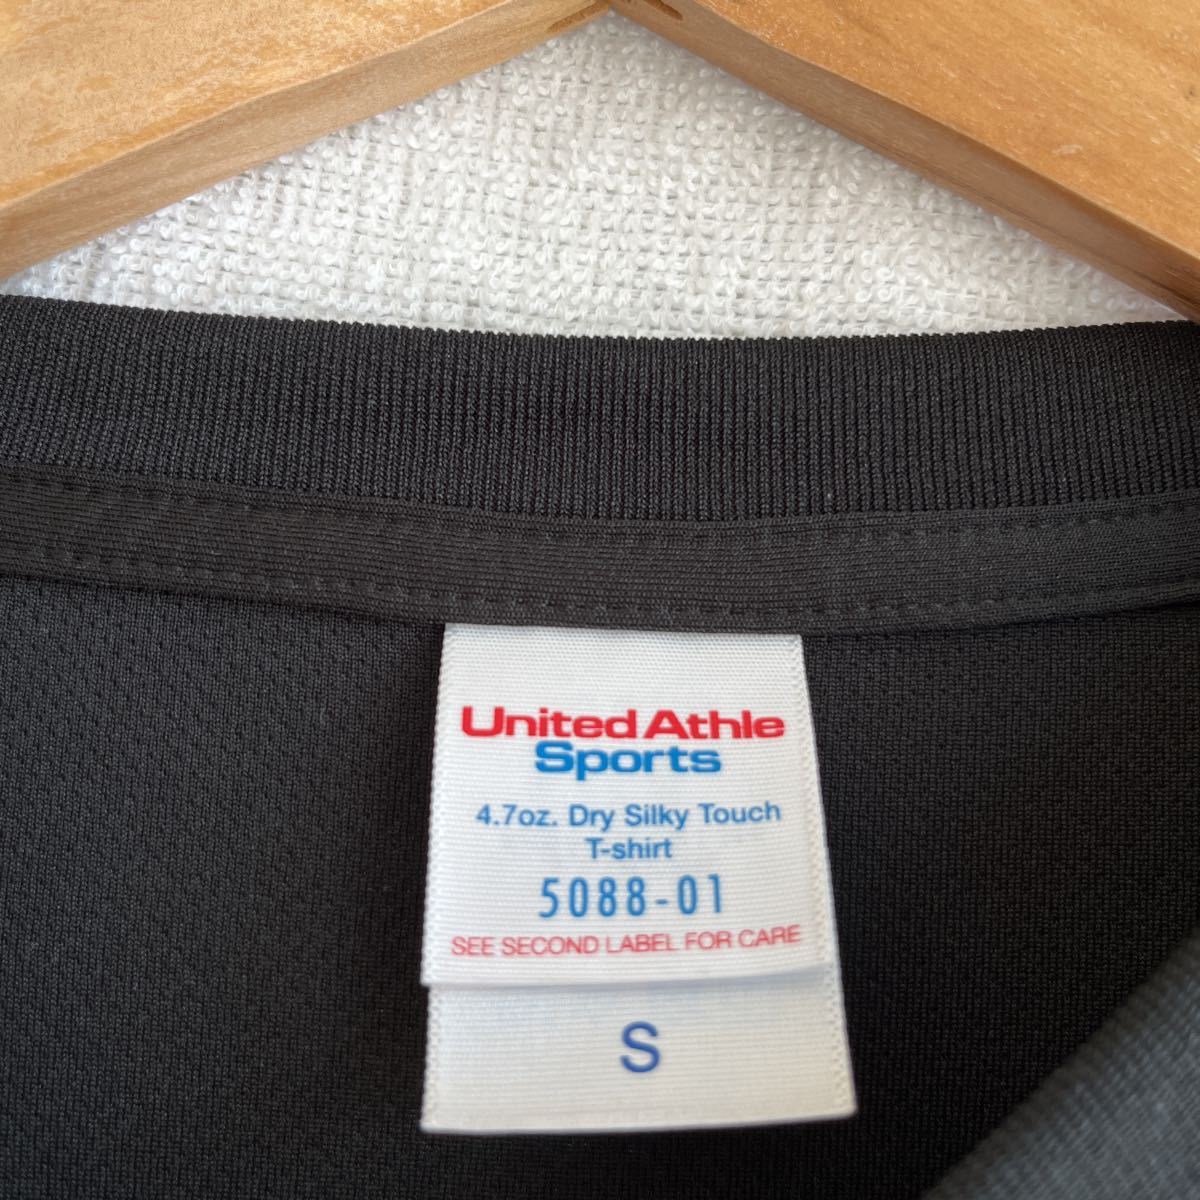 United Athle
Sports
4.7oz. Dry Silky Touch
T-shirt
5088-01
SEE SECOND LABEL FOR CARE
S